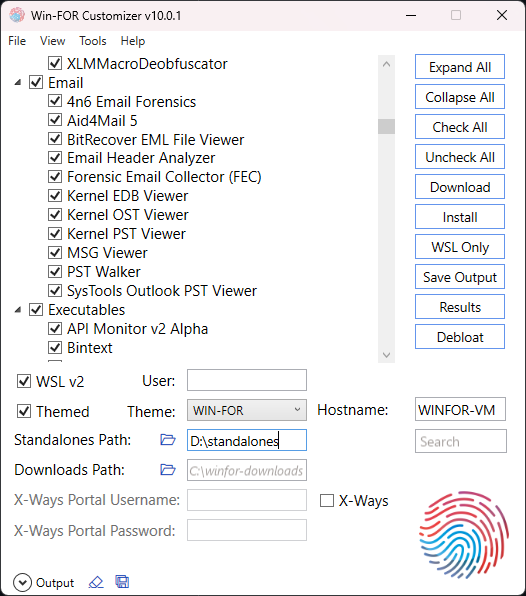 Win-FOR Customizer v10.0.1
File View Tools Help
XLMMacroDeobfuscator
Email
4n6 Email Forensics
Aid4Mail 5
BitRecover EML File Viewer
Email Header Analyzer
Forensic Email Collector (FEC)
Kernel EDB Viewer
Kernel OST Viewer
Kernel PST Viewer
MSG Viewer
PST Walker
SysTools Outlook PST Viewer
Executables
API Monitor v2 Alpha
Bintext
Expand All
Collapse All
Check All
Uncheck All
Download
Install
WSL Only
Save Output
Results
Debloat
WSL v2 User:
Themed Theme: WIN-FOR Hostname: WINFOR-VM
Standalones Path: D:\standalones Search
Downloads Path: C:\winfor-downloads
X-Ways Portal Username: X-Ways
X-Ways Portal Password:
Output